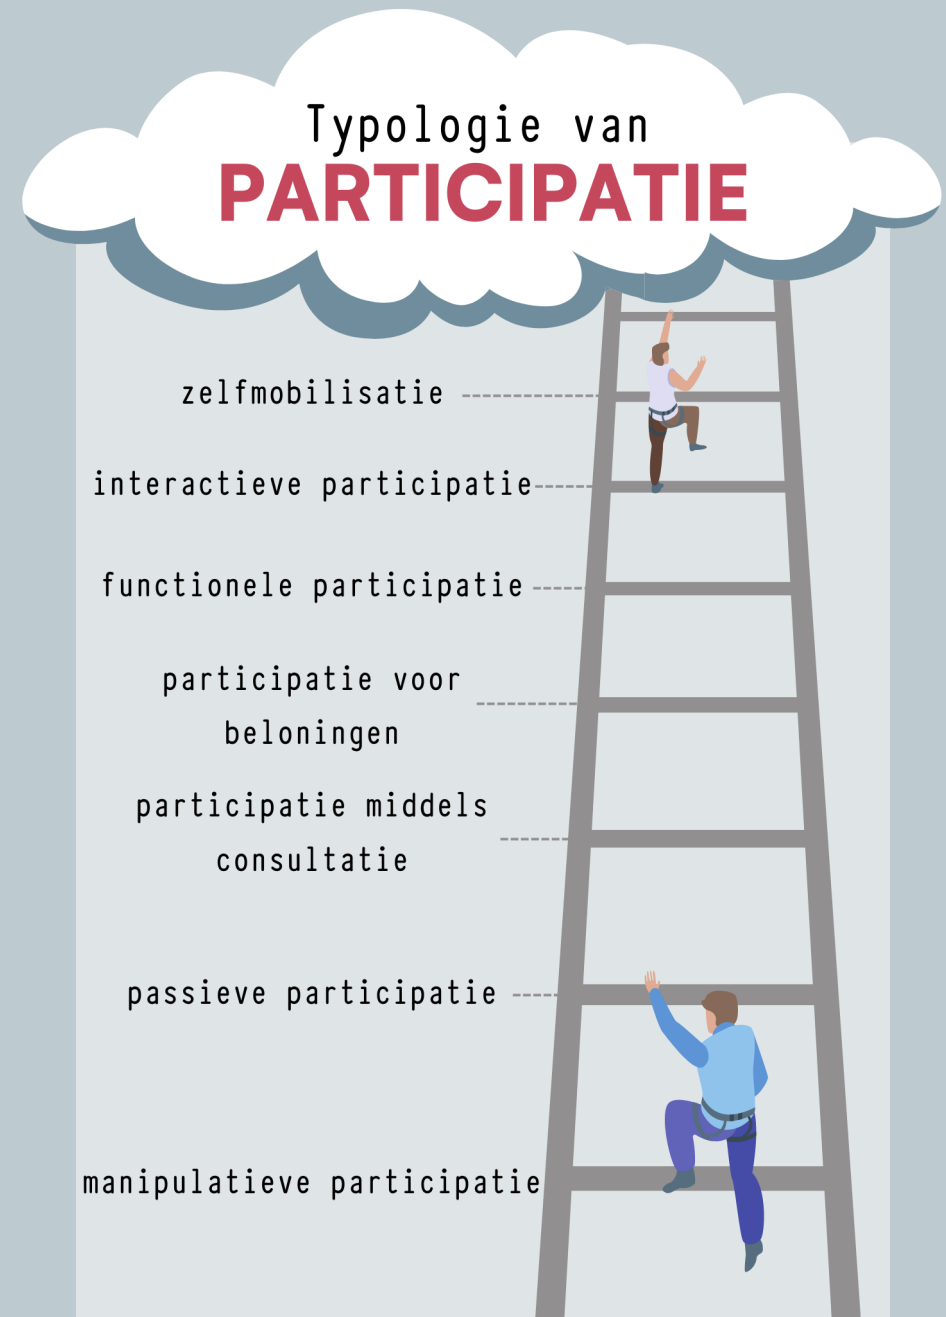 Typologie van
PARTICIPATIE
zelfmobilisatie
interactieve participatie
functionele participatie
participatie voor
beloningen
participatie middels
consultatie
passieve participatie
manipulatieve participatie